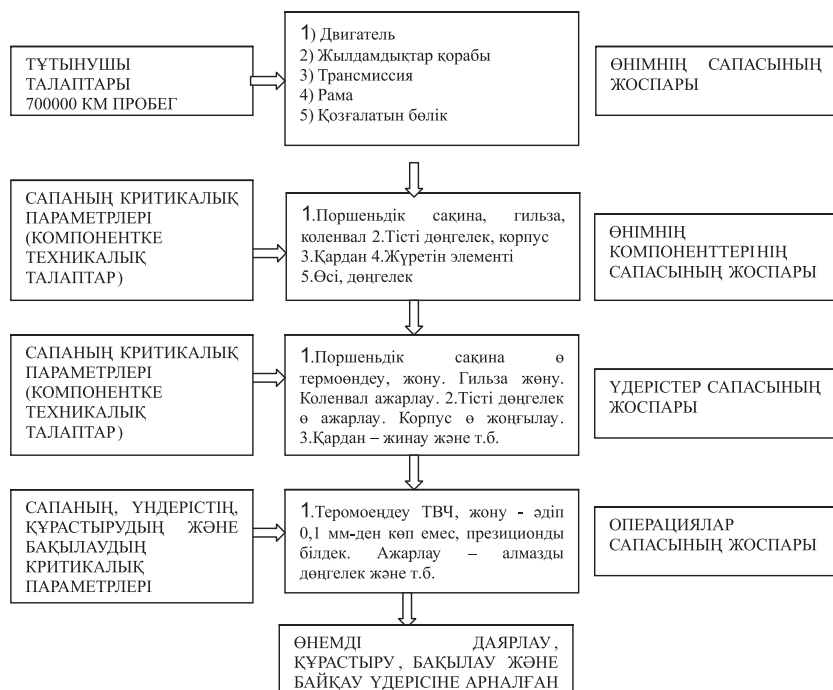 ТҰТЫНУШЫ
ТАЛАПТАРЫ
700000 КМ ПРОБЕГ
1) Двигатель
2) Жылдамдықтар қорабы
3) Трансмиссия
4) Рама
5) Қозғалатын бөлік
ӨНІМНІҢ САПАСЫНЫҢ
ЖОСПАРЫ
САПАНЫҢ КРИТИКАЛЫҚ
ПАРАМЕТРЛЕРІ
(КОМПОНЕНТКЕ
ТЕХНИКАЛЫҚ
ТАЛАПТАР)
1.Поршеньдік сақина, гильза,
коленвал 2.Тісті дөңгелек, корпус
3.Қардан 4.Жүретін элементі
5.Өсі, дөңгелек
ӨНІМНІҢ
КОМПОНЕНТТЕРІНІҢ
САПАСЫНЫҢ ЖОСПАРЫ
САПАНЫҢ КРИТИКАЛЫҚ
ПАРАМЕТРЛЕРІ
(КОМПОНЕНТКЕ
ТЕХНИКАЛЫҚ
ТАЛАПТАР)
1.Поршеньдік сақина ө
термоөндеу, жону. Гильза жөну.
Коленвал ажарлау. 2.Тісті дөңгелек
ө ажарлау. Корпус ө жоңғылау.
3.Қардан – жинау және т.б.
ҮДЕРІСТЕР САПАСЫНЫҢ
ЖОСПАРЫ
САПАНЫҢ, ҮНДЕРІСТІҢ,
ҚҰРАСТЫРУДЫҢ ЖӘНЕ
БАҚЫЛАУДЫҢ
КРИТИКАЛЫҚ
ПАРАМЕТРЛЕРІ
1.Теромоеңдеу ТВЧ, жону - әдіп
0,1 мм-ден көп емес, презиционды
білдек. Ажарлау – алмазды
дөңгелек және т.б.
ОПЕРАЦИЯЛАР
САПАСЫНЫҢ ЖОСПАРЫ
ӨНЕМДІ ДАЯРЛАУ,
ҚҰРАСТЫРУ, БАҚЫЛАУ ЖӘНЕ
БАЙҚАУ ҮДЕРІСІНЕ АРНАЛҒАН